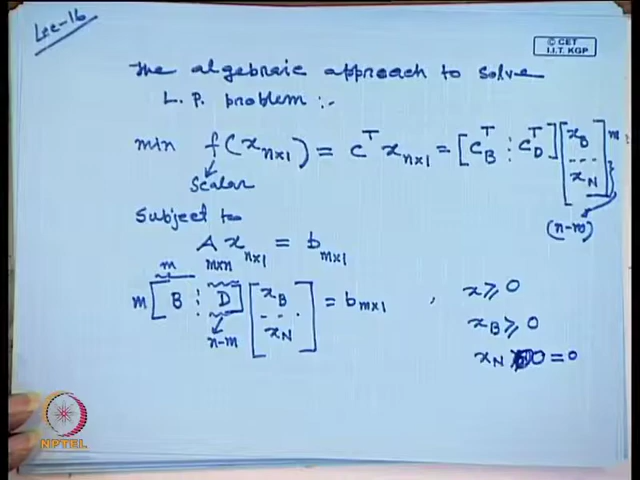 Lec-16
© CET
I.I.T. KGP
The algebraic approach to solve
L.P. problem :-
min f(x_{n×1}) = c^T x_{n×1} = [c_B^T ⋮ c_D^T] [x_B --- x_N] m
scalar
(n-m)
Subject to
A_{m×n} x_{n×1} = b_{m×1}
m [B ⋮ D] [x_B --- x_N] = b_{m×1} , x ≥ 0
m
n-m
x_B ≥ 0
x_N = 0
NPTEL